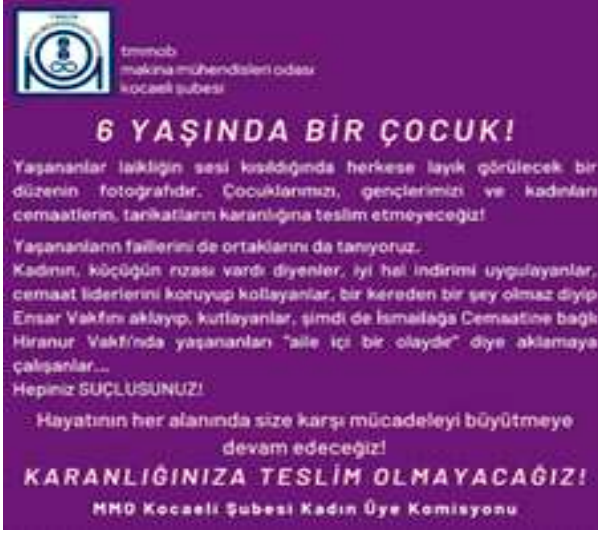 tmmob
makina mühendisleri odası
kocaeli şubesi
6 YAŞINDA BİR ÇOCUK!
Yaşananlar laikliğin sesi kısıldığında herkese layık görülecek bir
düzenin fotoğrafıdır. Çocuklarımızı, gençlerimizi ve kadınları
cemaatlerin, tarikatların karanlığına teslim etmeyeceğiz!
Yaşananların faillerini de ortaklarını da tanıyoruz.
Kadının, küçüğün rızası vardı diyenler, iyi hal indirimi uygulayanlar,
cemaat liderlerini koruyup kollayanlar, bir kereden bir şey olmaz diyip
Ensar Vakfını aklayıp, kutlayanlar, şimdi de İsmailağa Cemaatine bağlı
Hiranur Vakfı'nda yaşananları "aile içi bir olaydır" diye aklamaya
çalışanlar...
Hepiniz SUÇLUSUNUZ!
Hayatının her alanında size karşı mücadeleyi büyütmeye
devam edeceğiz!
KARANLIĞINIZA TESLİM OLMAYACAĞIZ!
MMO Kocaeli Şubesi Kadın Üye Komisyonu